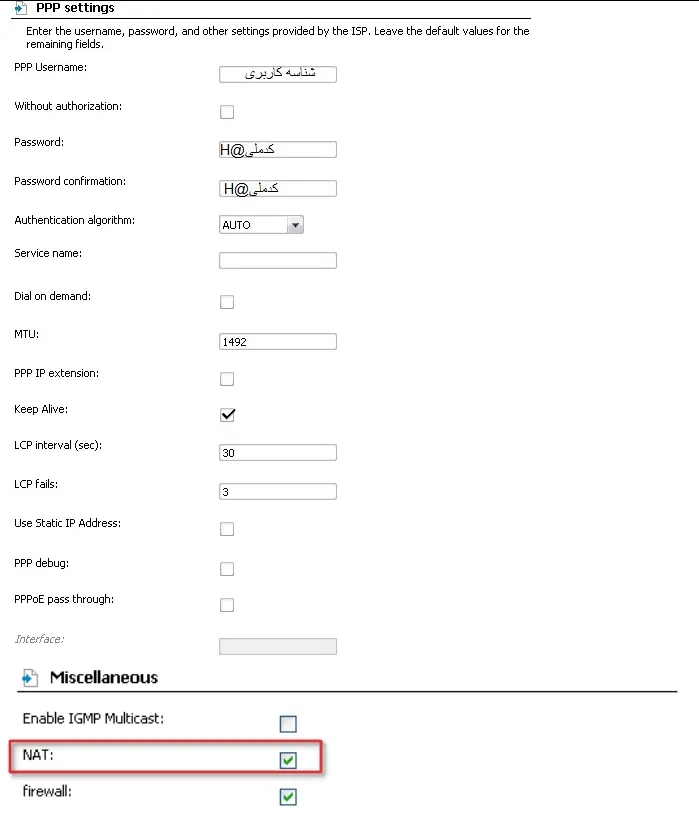 PPP settings
Enter the username, password, and other settings provided by the ISP. Leave the default values for the
remaining fields.
PPP Username:
شناسه کاربری
Without authorization:
Password:
H@کدملی
Password confirmation:
H@کدملی
Authentication algorithm:
AUTO
Service name:
Dial on demand:
MTU:
1492
PPP IP extension:
Keep Alive:
LCP interval (sec):
30
LCP fails:
3
Use Static IP Address:
PPP debug:
PPPoE pass through:
Interface:
Miscellaneous
Enable IGMP Multicast:
NAT:
firewall: